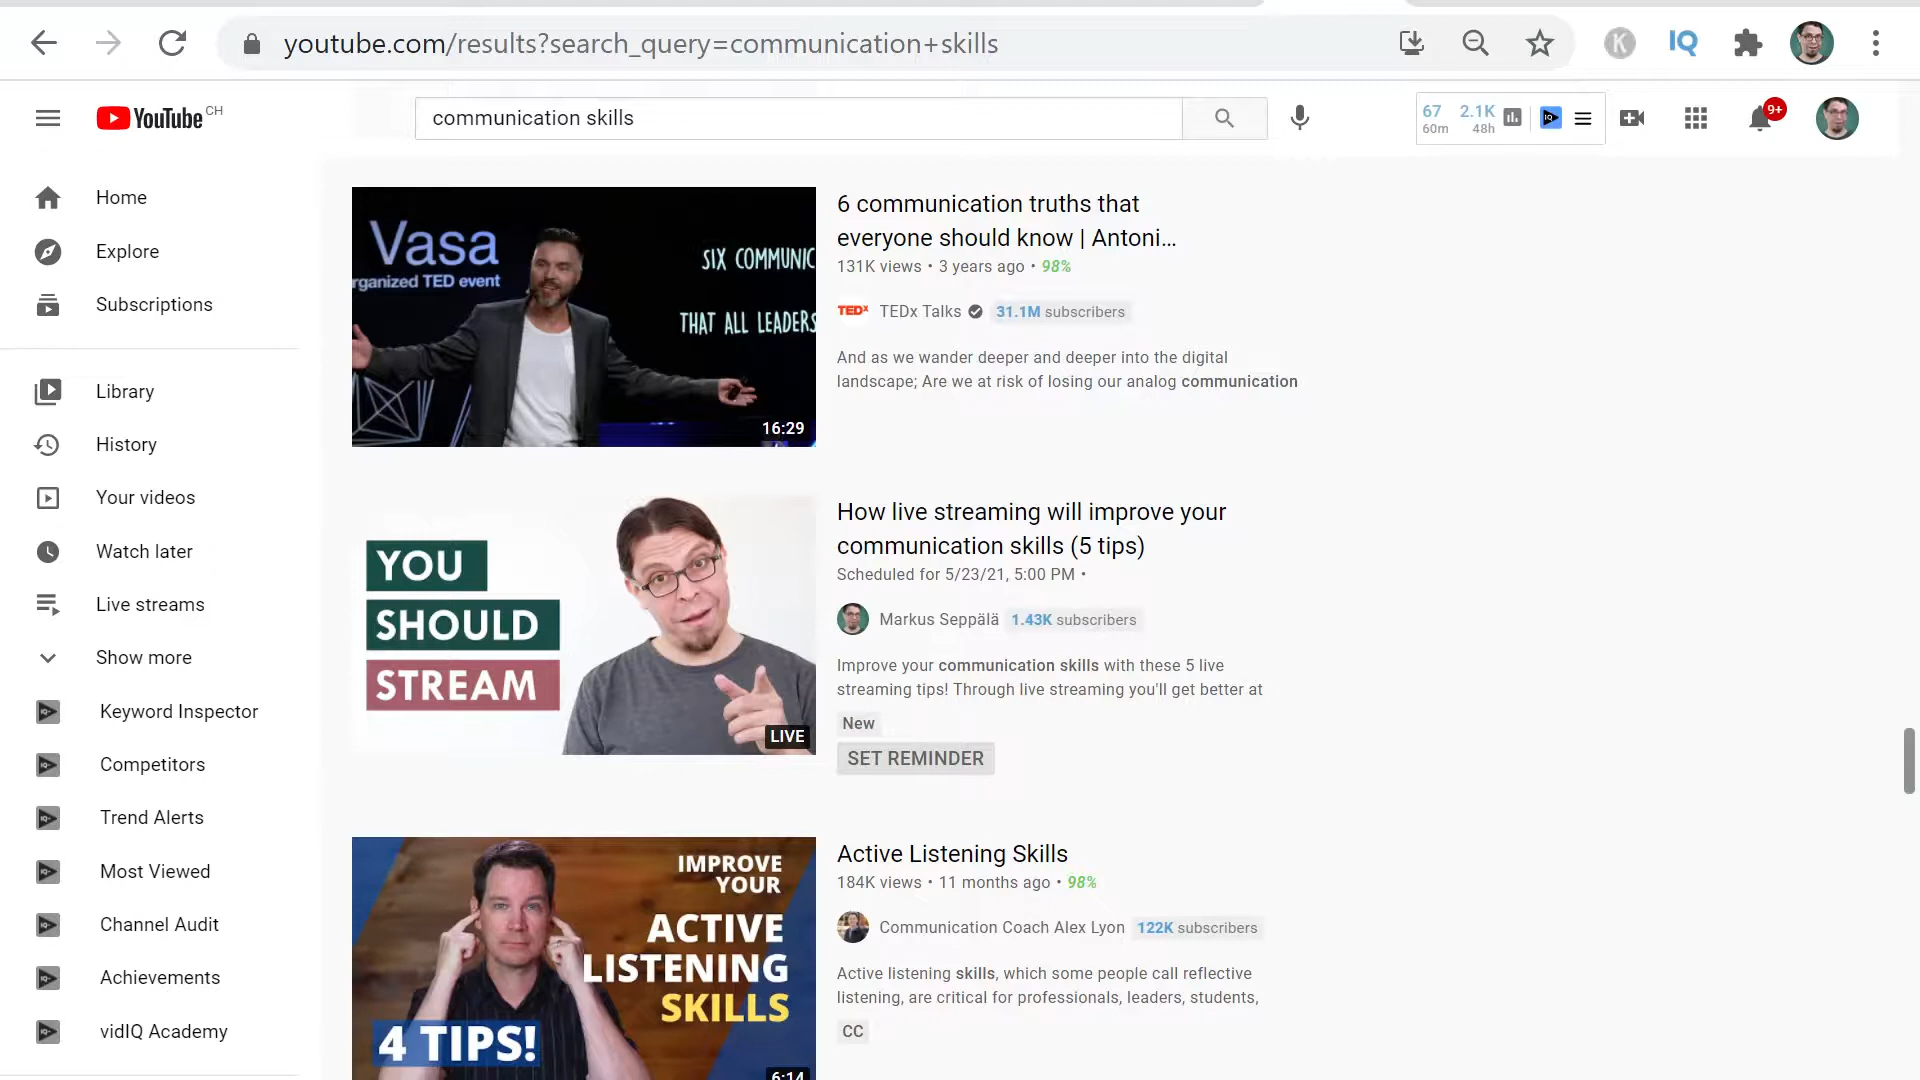 youtube.com/results?search_query=communication+skills
K
IQ
YouTube CH
communication skills
67 2.1K
60m 48h
IQ
9+
Home
Explore
Subscriptions
Library
History
Your videos
Watch later
Live streams
Show more
Keyword Inspector
Competitors
Trend Alerts
Most Viewed
Channel Audit
Achievements
vidIQ Academy
Vasa
rganized TED event
SIX COMMUNIC
THAT ALL LEADERS
16:29
6 communication truths that
everyone should know | Antoni...
131K views • 3 years ago • 98%
TEDx TEDx Talks 31.1M subscribers
And as we wander deeper and deeper into the digital
landscape; Are we at risk of losing our analog communication
YOU
SHOULD
STREAM
LIVE
How live streaming will improve your
communication skills (5 tips)
Scheduled for 5/23/21, 5:00 PM •
Markus Seppälä 1.43K subscribers
Improve your communication skills with these 5 live
streaming tips! Through live streaming you'll get better at
New
SET REMINDER
IMPROVE
YOUR
ACTIVE
LISTENING
SKILLS
4 TIPS!
6:14
Active Listening Skills
184K views • 11 months ago • 98%
Communication Coach Alex Lyon 122K subscribers
Active listening skills, which some people call reflective
listening, are critical for professionals, leaders, students,
CC